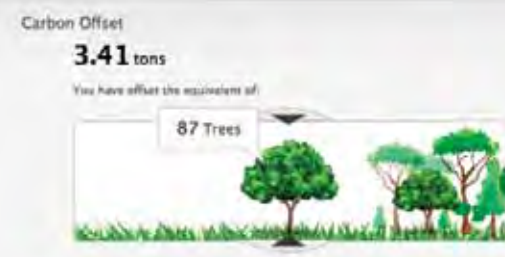 Carbon Offset
3.41 tons
You have offset the equivalent of:
87 Trees